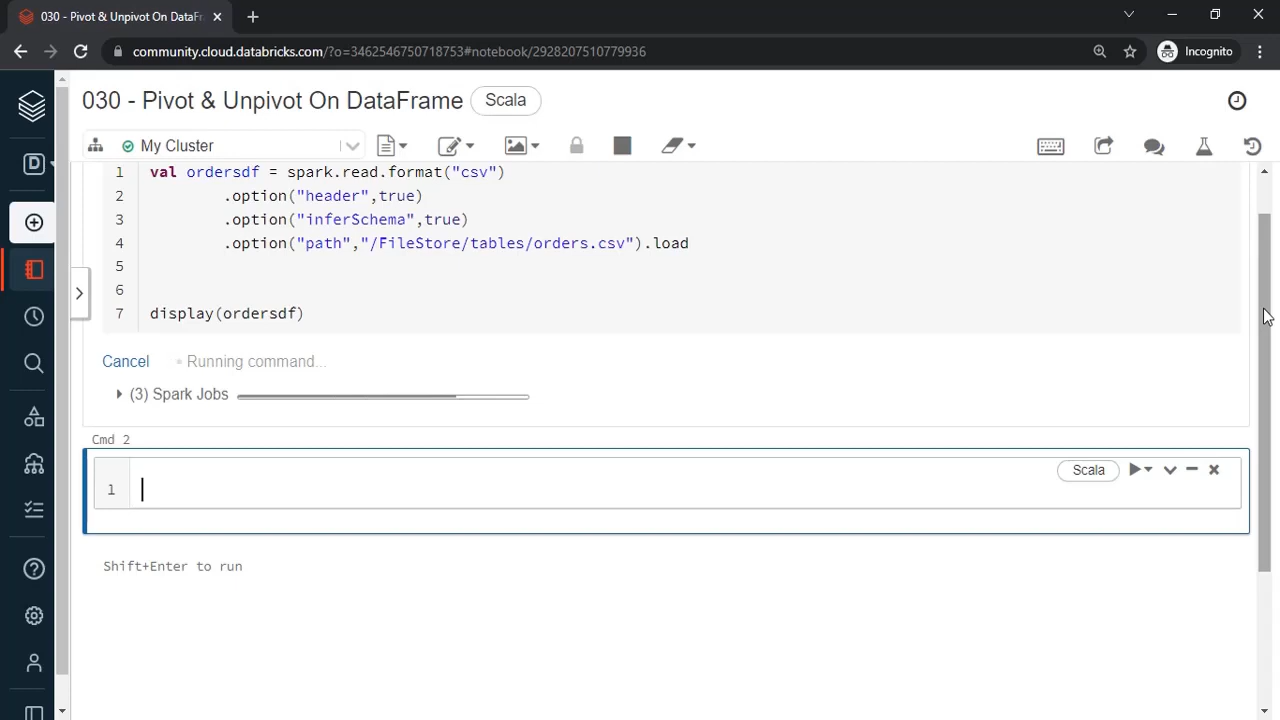 030 - Pivot & Unpivot On DataFr
community.cloud.databricks.com/?o=3462546750718753#notebook/2928207510779936
Incognito
030 - Pivot & Unpivot On DataFrame
Scala
D
My Cluster
1 val ordersdf = spark.read.format("csv")
2 .option("header",true)
3 .option("inferSchema",true)
4 .option("path","/FileStore/tables/orders.csv").load
5
6
7 display(ordersdf)
Cancel Running command...
(3) Spark Jobs
Cmd 2
Scala
1
Shift+Enter to run